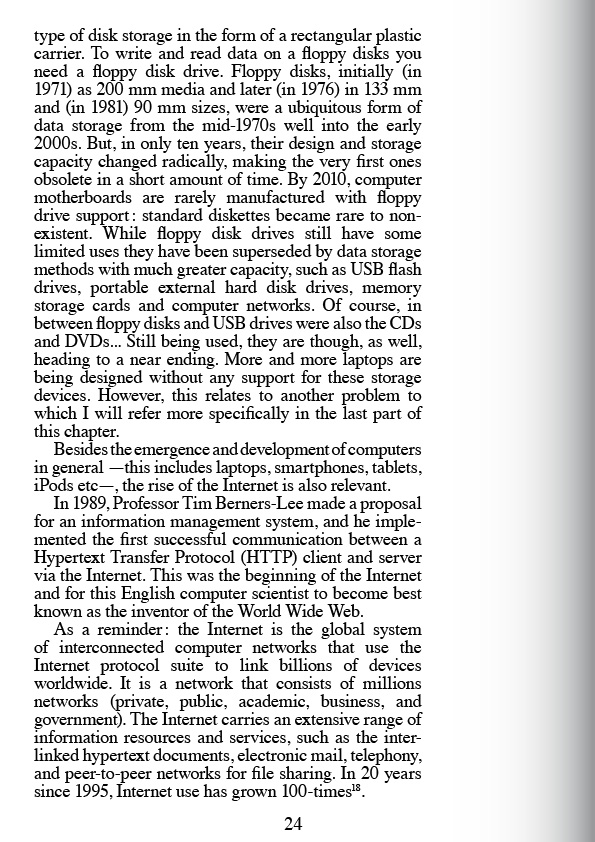 type of disk storage in the form of a rectangular plastic
carrier. To write and read data on a floppy disks you
need a floppy disk drive. Floppy disks, initially (in
1971) as 200 mm media and later (in 1976) in 133 mm
and (in 1981) 90 mm sizes, were a ubiquitous form of
data storage from the mid-1970s well into the early
2000s. But, in only ten years, their design and storage
capacity changed radically, making the very first ones
obsolete in a short amount of time. By 2010, computer
motherboards are rarely manufactured with floppy
drive support: standard diskettes became rare to non-
existent. While floppy disk drives still have some
limited uses they have been superseded by data storage
methods with much greater capacity, such as USB flash
drives, portable external hard disk drives, memory
storage cards and computer networks. Of course, in
between floppy disks and USB drives were also the CDs
and DVDs... Still being used, they are though, as well,
heading to a near ending. More and more laptops are
being designed without any support for these storage
devices. However, this relates to another problem to
which I will refer more specifically in the last part of
this chapter.
Besides the emergence and development of computers
in general —this includes laptops, smartphones, tablets,
iPods etc—, the rise of the Internet is also relevant.
In 1989, Professor Tim Berners-Lee made a proposal
for an information management system, and he imple-
mented the first successful communication between a
Hypertext Transfer Protocol (HTTP) client and server
via the Internet. This was the beginning of the Internet
and for this English computer scientist to become best
known as the inventor of the World Wide Web.
As a reminder: the Internet is the global system
of interconnected computer networks that use the
Internet protocol suite to link billions of devices
worldwide. It is a network that consists of millions
networks (private, public, academic, business, and
government). The Internet carries an extensive range of
information resources and services, such as the inter-
linked hypertext documents, electronic mail, telephony,
and peer-to-peer networks for file sharing. In 20 years
since 1995, Internet use has grown 100-times¹⁸.
24